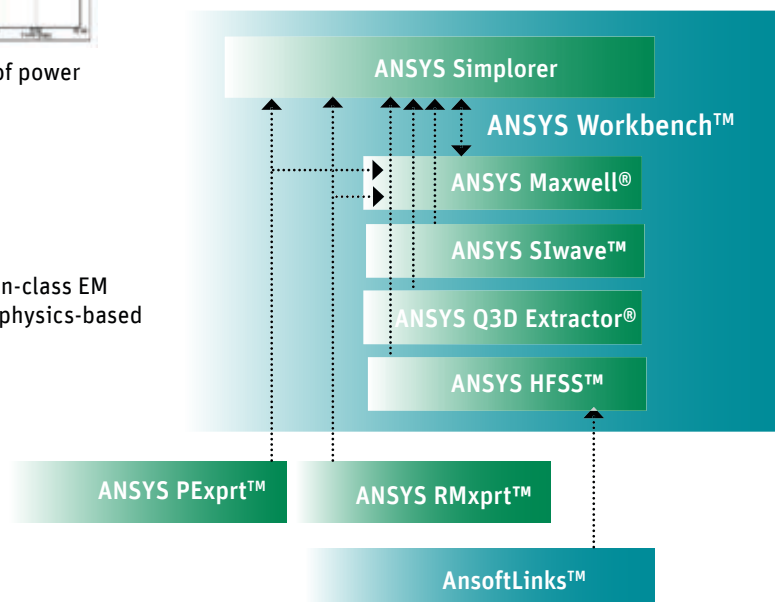 of power
n-class EM
physics-based
ANSYS Simplorer
ANSYS Workbench™
ANSYS Maxwell®
ANSYS SIwave™
ANSYS Q3D Extractor®
ANSYS HFSS™
ANSYS PExprt™
ANSYS RMxprt™
AnsoftLinks™